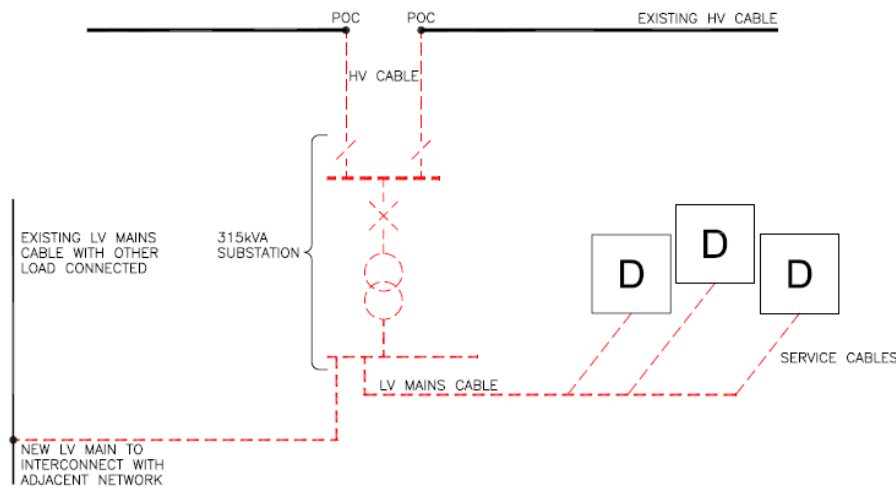 POC
POC
EXISTING HV CABLE
HV CABLE
EXISTING LV MAINS
CABLE WITH OTHER
LOAD CONNECTED
315kVA
SUBSTATION
D
D
D
SERVICE CABLES
LV MAINS CABLE
NEW LV MAIN TO
INTERCONNECT WITH
ADJACENT NETWORK